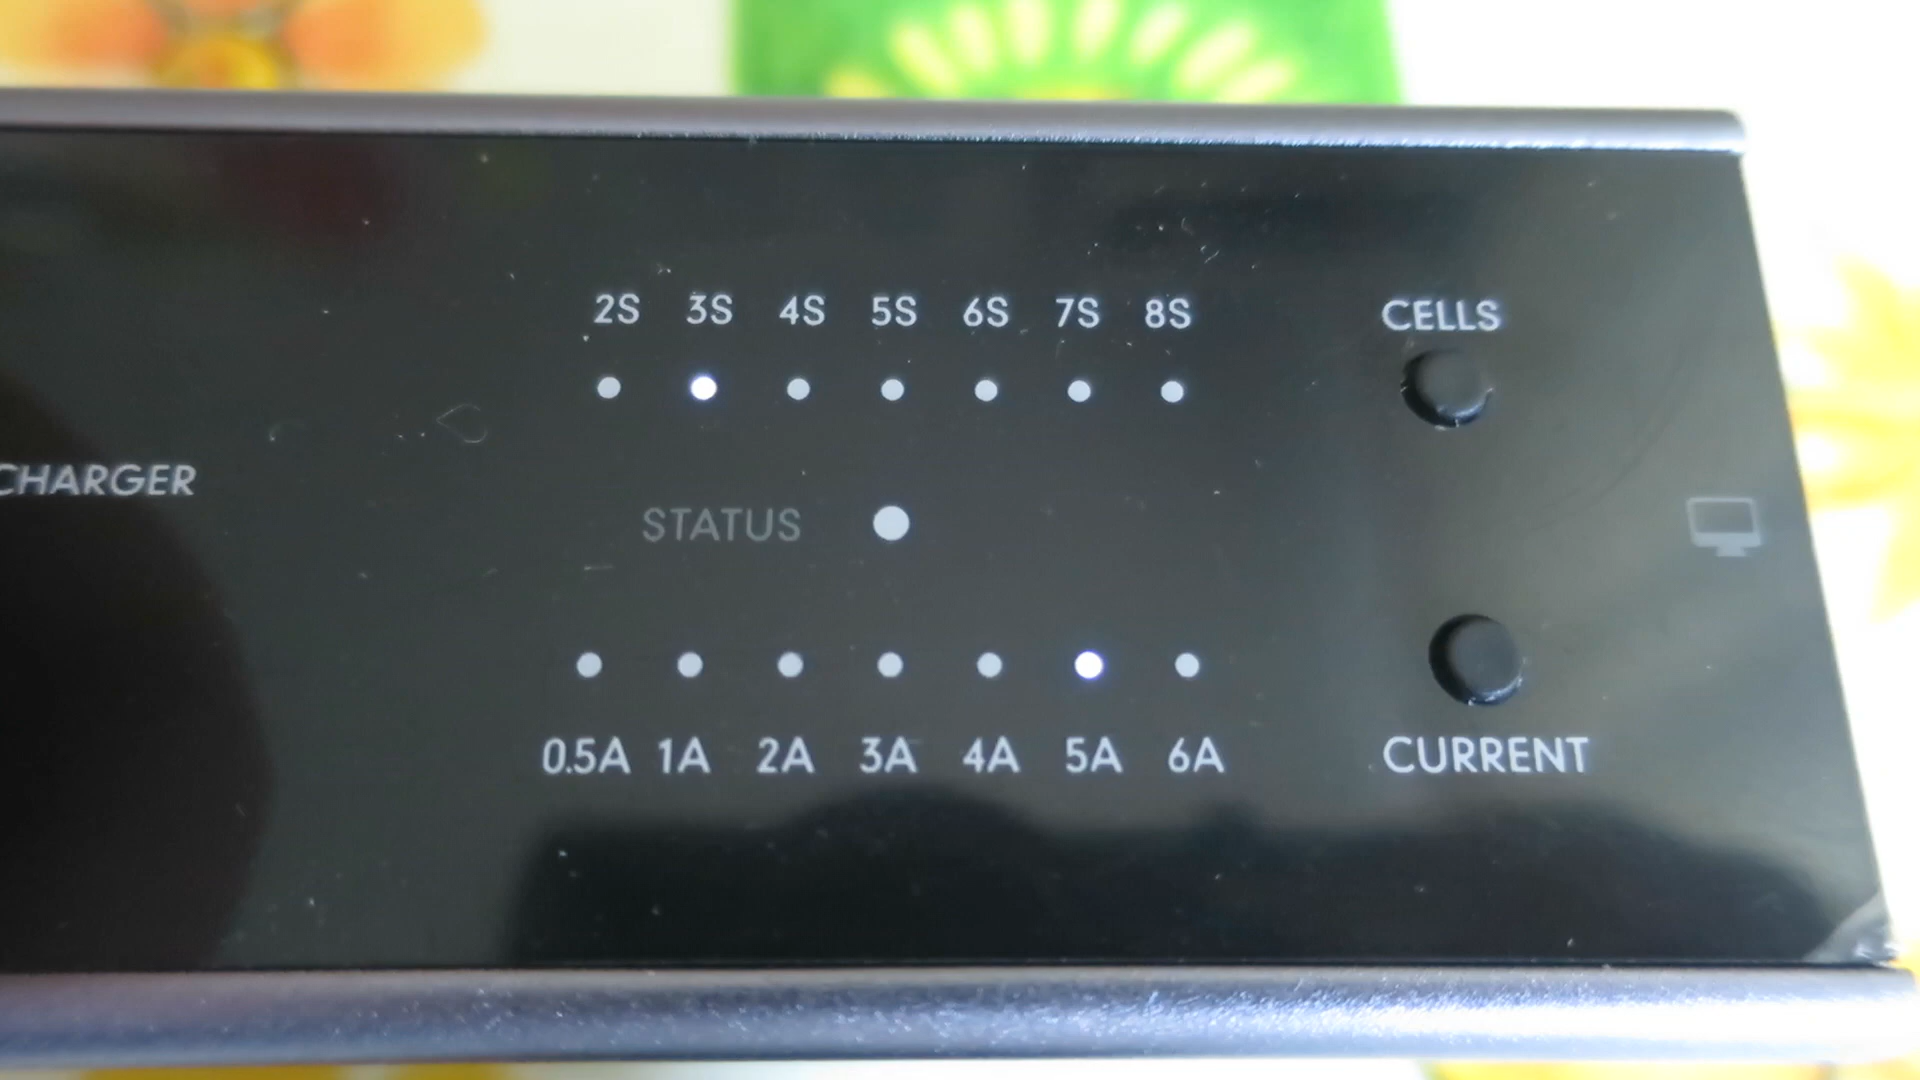 2S 3S 4S 5S 6S 7S 8S
CELLS
CHARGER
STATUS
0.5A 1A 2A 3A 4A 5A 6A
CURRENT